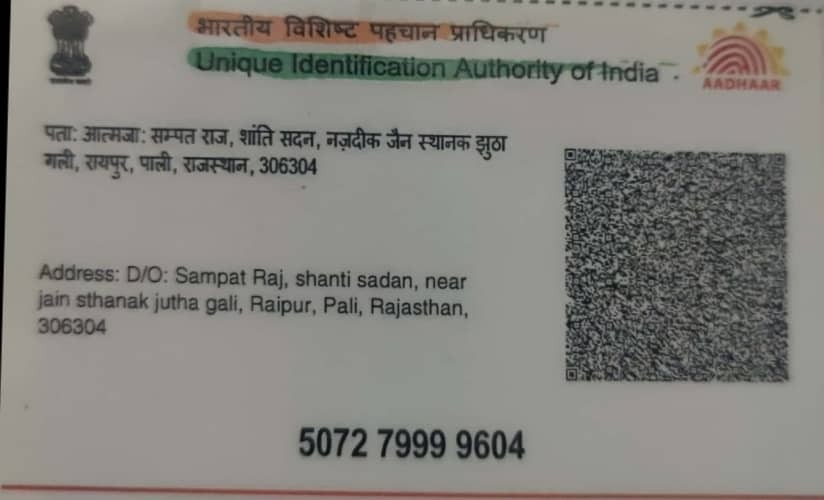 भारतीय विशिष्ट पहचान प्राधिकरण
Unique Identification Authority of India
AADHAAR
पता: आत्मजा: सम्पत राज, शांति सदन, नज़दीक जैन स्थानक झुठा
गली, रायपुर, पाली, राजस्थान, 306304
Address: D/O: Sampat Raj, shanti sadan, near
jain sthanak jutha gali, Raipur, Pali, Rajasthan,
306304
5072 7999 9604